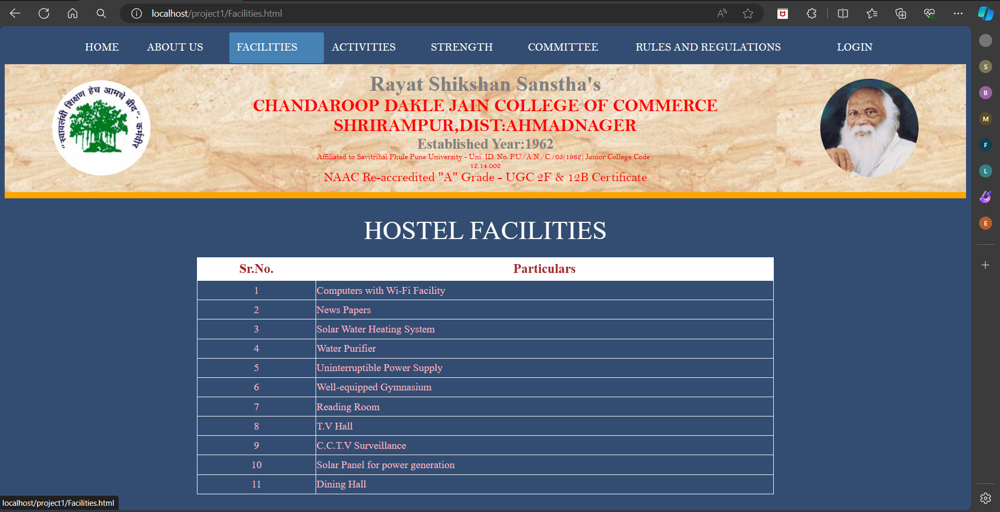 localhost/project1/Facilities.html
HOME ABOUT US FACILITIES ACTIVITIES STRENGTH COMMITTEE RULES AND REGULATIONS LOGIN
"स्वावलंबी शिक्षण हेच आमचे ब्रीद"- कर्मवीर
Rayat Shikshan Sanstha's
CHANDAROOP DAKLE JAIN COLLEGE OF COMMERCE
SHRIRAMPUR,DIST:AHMADNAGER
Established Year:1962
Affiliated to Savitribai Phule Pune University - Uni. ID. No. P.U./A.N./C./05(1962) Junior College Code :
12.14.002
NAAC Re-accredited "A" Grade - UGC 2F & 12B Certificate
HOSTEL FACILITIES
Sr.No. Particulars
1 Computers with Wi-Fi Facility
2 News Papers
3 Solar Water Heating System
4 Water Purifier
5 Uninterruptible Power Supply
6 Well-equipped Gymnasium
7 Reading Room
8 T.V Hall
9 C.C.T.V Surveillance
10 Solar Panel for power generation
11 Dining Hall
localhost/project1/Facilities.html
S
B
M
F
L
E